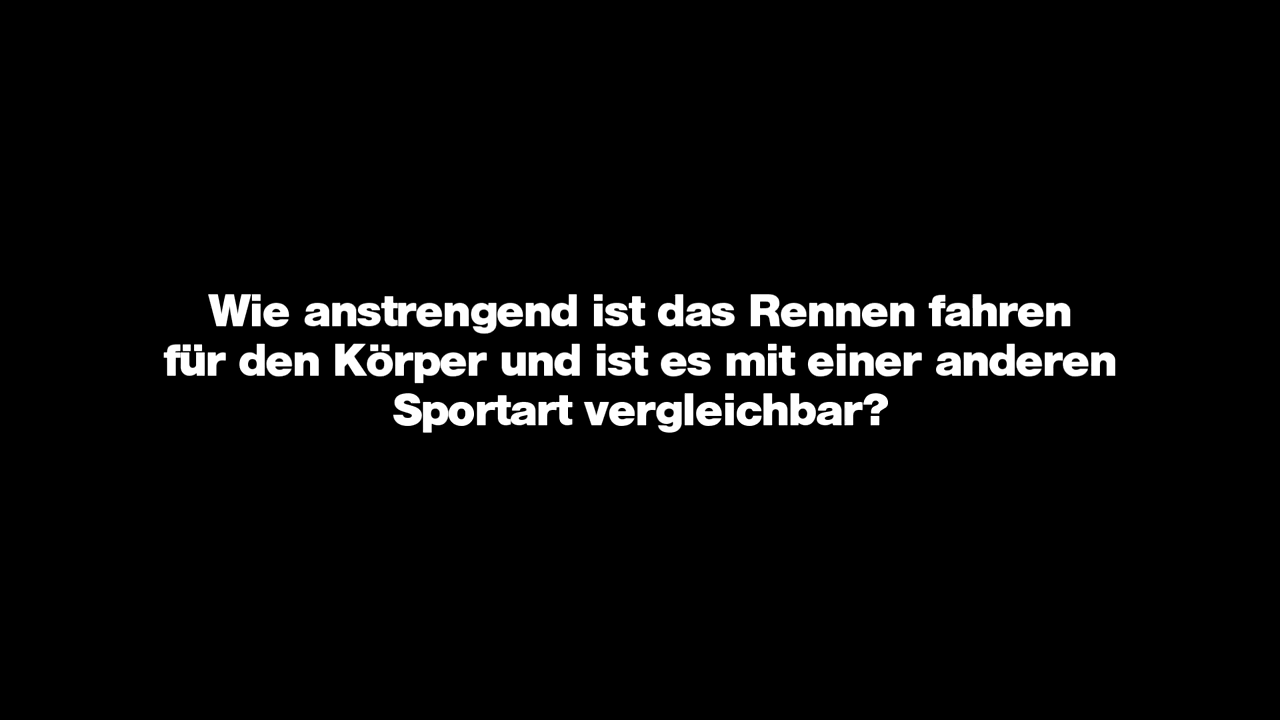 Wie anstrengend ist das Rennen fahren
für den Körper und ist es mit einer anderen
Sportart vergleichbar?